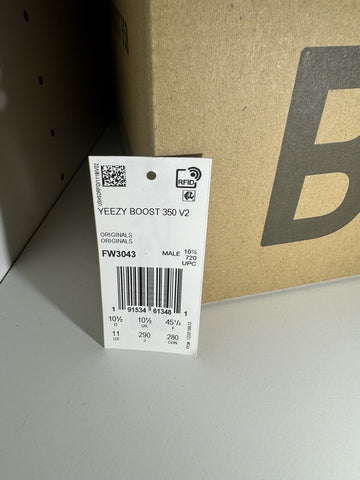 RFID
YEEZY BOOST 350 V2
ORIGINALS
ORIGINALS
FW3043
MALE
10½
720
UPC
1 91534 61348 1
10½ 10½ 45⅓
D UK F
11 290 280
US J CHN
B